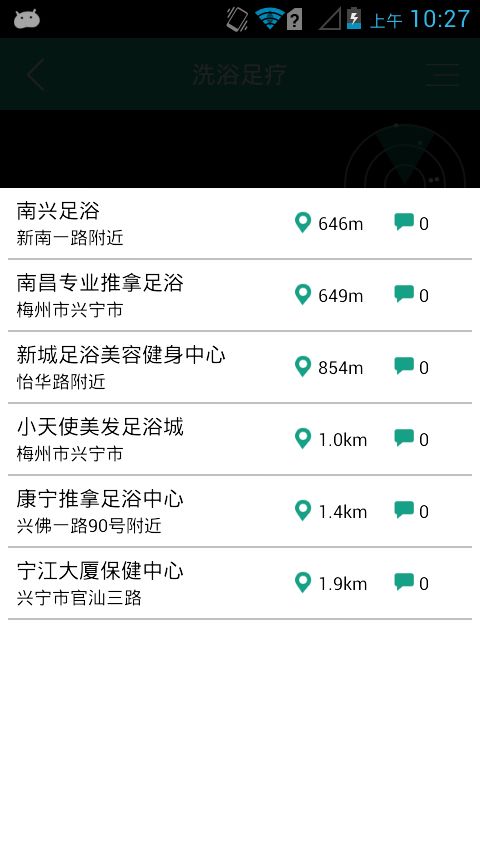 上午 10:27
洗浴足疗
南兴足浴
新南一路附近
646m 0
南昌专业推拿足浴
梅州市兴宁市
649m 0
新城足浴美容健身中心
怡华路附近
854m 0
小天使美发足浴城
梅州市兴宁市
1.0km 0
康宁推拿足浴中心
兴佛一路90号附近
1.4km 0
宁江大厦保健中心
兴宁市官汕三路
1.9km 0